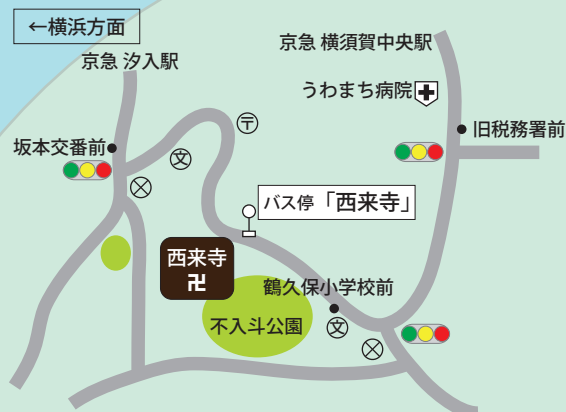 ←横浜方面
京急 横須賀中央駅
京急 汐入駅
うわまち病院
〒
旧税務署前
坂本交番前
文
バス停「西来寺」
西来寺
卍
鶴久保小学校前
不入斗公園
文